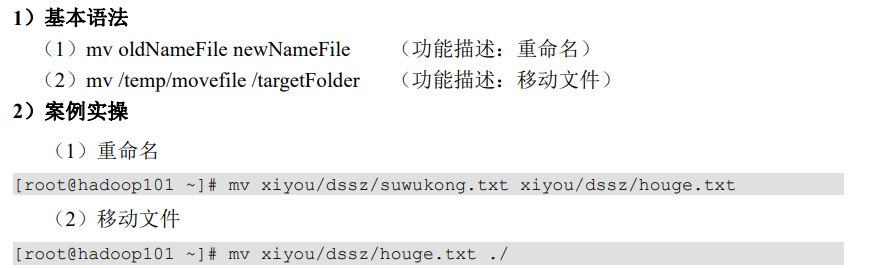 1）基本语法
（1）mv oldNameFile newNameFile （功能描述：重命名）
（2）mv /temp/movefile /targetFolder （功能描述：移动文件）
2）案例实操
（1）重命名
[root@hadoop101 ~]# mv xiyou/dssz/suwukong.txt xiyou/dssz/houge.txt
（2）移动文件
[root@hadoop101 ~]# mv xiyou/dssz/houge.txt ./